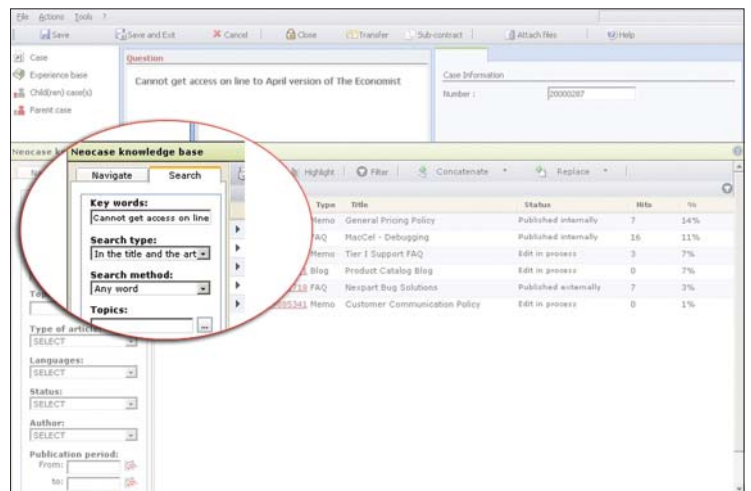 File Actions Tools ?
Save Save and Exit Cancel Close Transfer Sub-contract Attach files Help
Case
Experience base
Child(ren) case(s)
Parent case
Question
Cannot get access on line to April version of The Economist
Case Information
Number : 20000287
Neocase knowledge base
Navigate Search
Highlight Filter Concatenate Replace
Key words:
Cannot get access on line
Search type:
In the title and the art
Search method:
Any word
Topics:
...
Type Title Status Hits %
Memo General Pricing Policy Published internally 7 14%
FAQ MacCel - Debugging Published internally 16 11%
Memo Tier I Support FAQ Edit in process 3 7%
Blog Product Catalog Blog Edit in process 0 7%
FAQ Nexpart Bug Solutions Published externally 7 3%
Memo Customer Communication Policy Edit in process 0 1%
Type of article
SELECT
Languages:
SELECT
Status:
SELECT
Author:
SELECT
Publication period:
From:
to: